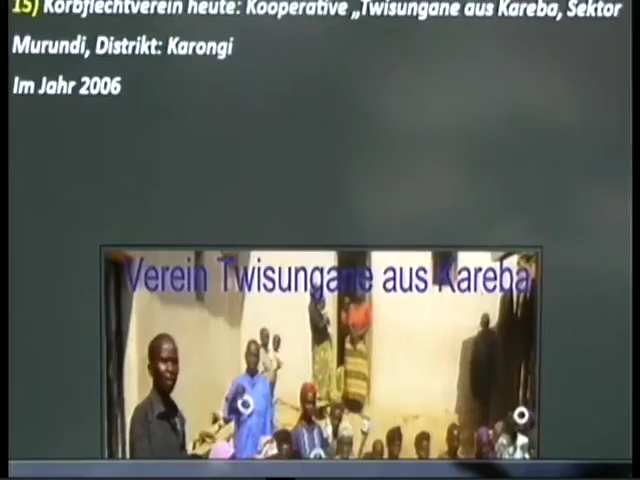 15) Korbflechtverein heute: Kooperative „Twisungane aus Kareba, Sektor
Murundi, Distrikt: Karongi
Im Jahr 2006
Verein Twisungane aus Kareba